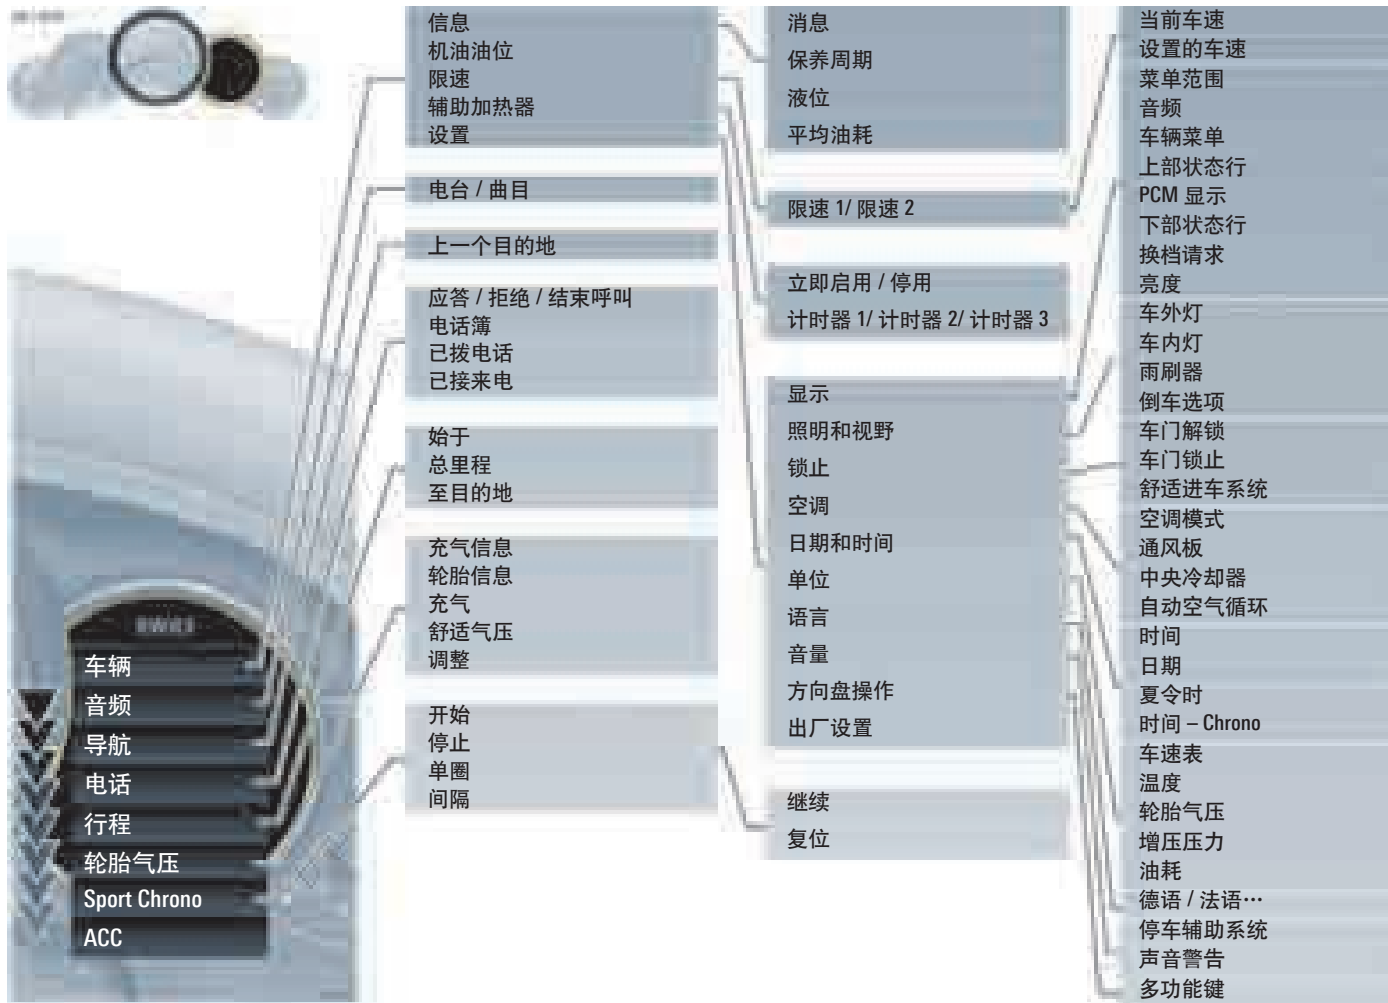 信息
机油油位
限速
辅助加热器
设置
电台 / 曲目
上一个目的地
应答 / 拒绝 / 结束呼叫
电话簿
已拨电话
已接来电
始于
总里程
至目的地
充气信息
轮胎信息
充气
舒适气压
调整
开始
停止
单圈
间隔
车辆
音频
导航
电话
行程
轮胎气压
Sport Chrono
ACC
消息
保养周期
液位
平均油耗
限速 1/ 限速 2
立即启用 / 停用
计时器 1/ 计时器 2/ 计时器 3
显示
照明和视野
锁止
空调
日期和时间
单位
语言
音量
方向盘操作
出厂设置
继续
复位
当前车速
设置的车速
菜单范围
音频
车辆菜单
上部状态行
PCM 显示
下部状态行
换档请求
亮度
车外灯
车内灯
雨刷器
倒车选项
车门解锁
车门锁止
舒适进车系统
空调模式
通风板
中央冷却器
自动空气循环
时间
日期
夏令时
时间 – Chrono
车速表
温度
轮胎气压
增压压力
油耗
德语 / 法语…
停车辅助系统
声音警告
多功能键